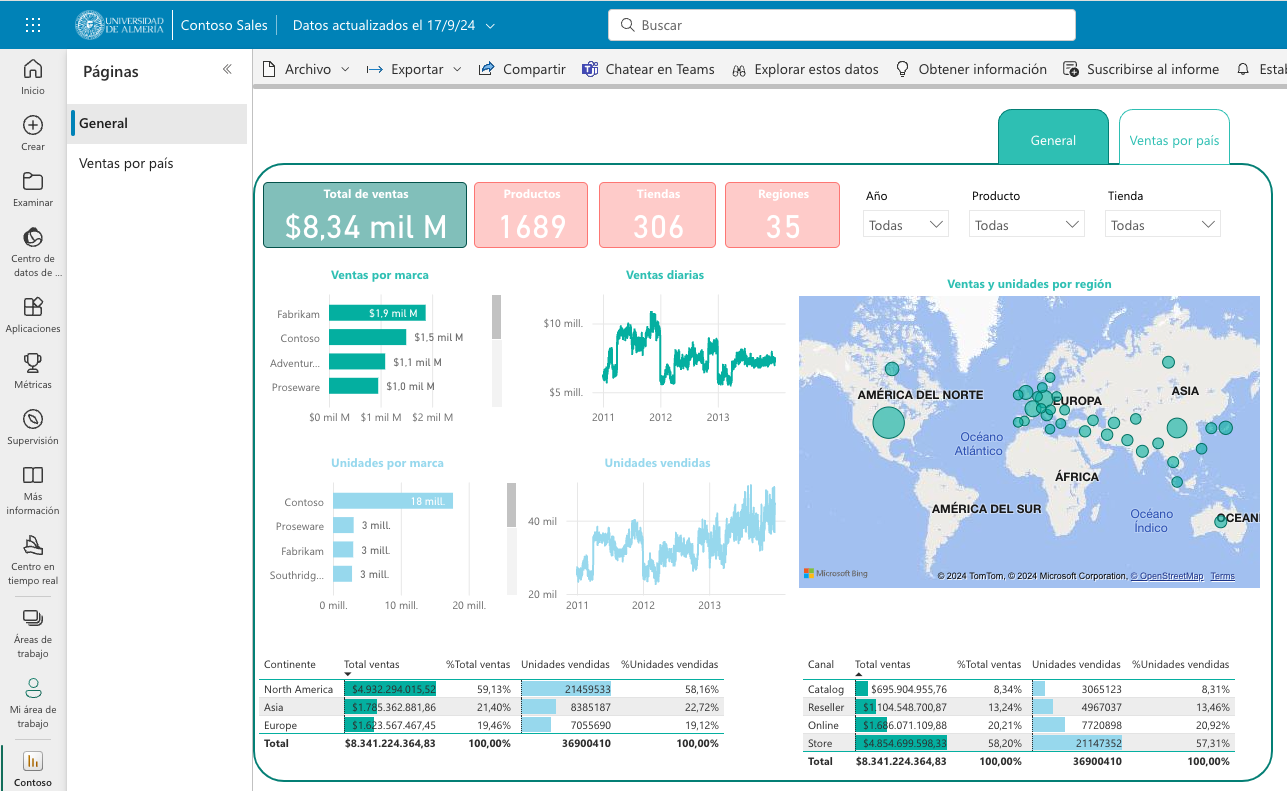 UNIVERSIDAD
DE ALMERÍA
Contoso Sales
Datos actualizados el 17/9/24
Buscar
Inicio
Crear
Examinar
Centro de
datos de ...
Aplicaciones
Métricas
Supervisión
Más
información
Centro en
tiempo real
Áreas de
trabajo
Mi área de
trabajo
Contoso
Páginas
General
Ventas por país
Archivo
Exportar
Compartir
Chatear en Teams
Explorar estos datos
Obtener información
Suscribirse al informe
Estab
General
Ventas por país
Total de ventas
$8,34 mil M
Productos
1689
Tiendas
306
Regiones
35
Año
Todas
Producto
Todas
Tienda
Todas
Ventas por marca
Fabrikam $1,9 mil M
Contoso $1,5 mil M
Adventur... $1,1 mil M
Proseware $1,0 mil M
$0 mil M $1 mil M $2 mil M
Ventas diarias
$10 mill.
$5 mill.
2011 2012 2013
Ventas y unidades por región
AMÉRICA DEL NORTE
EUROPA
ASIA
Océano
Atlántico
ÁFRICA
AMÉRICA DEL SUR
Océano
Índico
OCEANÍ
Microsoft Bing
© 2024 TomTom, © 2024 Microsoft Corporation, © OpenStreetMap Terms
Unidades por marca
Contoso 18 mill.
Proseware 3 mill.
Fabrikam 3 mill.
Southridg... 3 mill.
0 mill. 10 mill. 20 mill.
Unidades vendidas
40 mil
20 mil
2011 2012 2013
Continente Total ventas %Total ventas Unidades vendidas %Unidades vendidas
North America $4.932.294.015,52 59,13% 21459533 58,16%
Asia $1.785.362.881,86 21,40% 8385187 22,72%
Europe $1.623.567.467,45 19,46% 7055690 19,12%
Total $8.341.224.364,83 100,00% 36900410 100,00%
Canal Total ventas %Total ventas Unidades vendidas %Unidades vendidas
Catalog $695.904.955,76 8,34% 3065123 8,31%
Reseller $1.104.548.700,87 13,24% 4967037 13,46%
Online $1.686.071.109,88 20,21% 7720898 20,92%
Store $4.854.699.598,33 58,20% 21147352 57,31%
Total $8.341.224.364,83 100,00% 36900410 100,00%